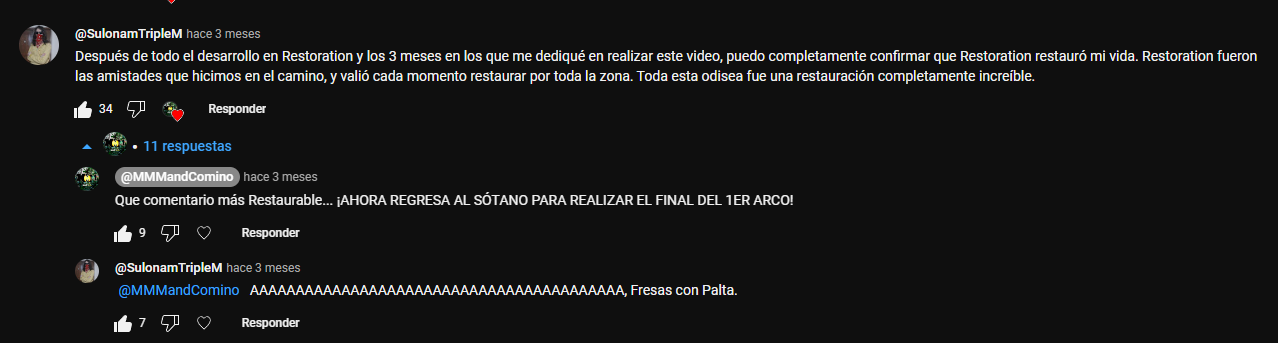 @SulonamTripleM hace 3 meses
Después de todo el desarrollo en Restoration y los 3 meses en los que me dediqué en realizar este video, puedo completamente confirmar que Restoration restauró mi vida. Restoration fueron
las amistades que hicimos en el camino, y valió cada momento restaurar por toda la zona. Toda esta odisea fue una restauración completamente increíble.
34 Responder
• 11 respuestas
@MMMandComino hace 3 meses
Que comentario más Restaurable... ¡AHORA REGRESA AL SÓTANO PARA REALIZAR EL FINAL DEL 1ER ARCO!
9 Responder
@SulonamTripleM hace 3 meses
@MMMandComino AAAAAAAAAAAAAAAAAAAAAAAAAAAAAAAAAAAAAAAAA, Fresas con Palta.
7 Responder